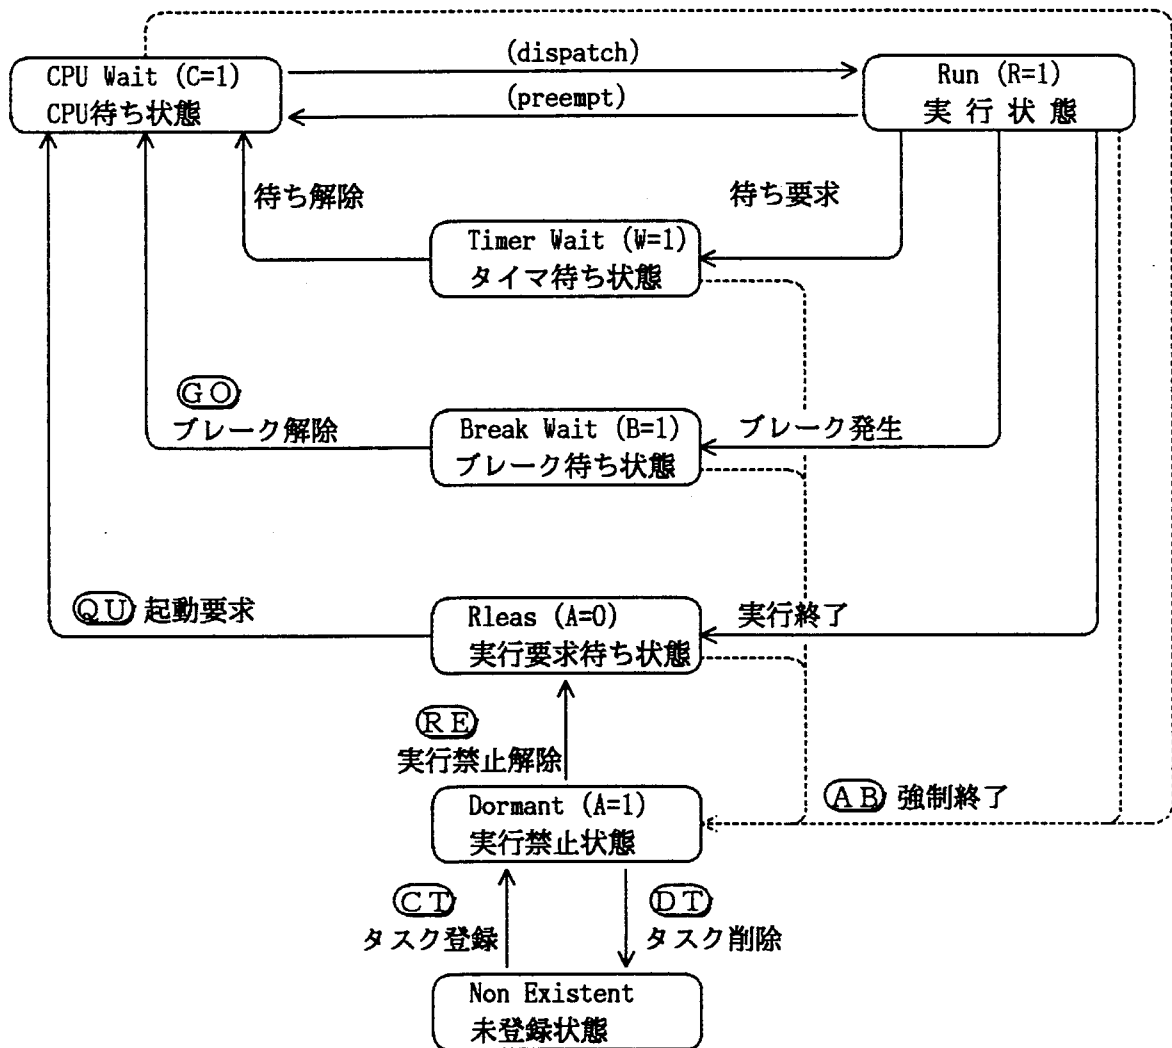 (dispatch)
CPU Wait (C=1)
CPU待ち状態
Run (R=1)
実 行 状 態
(preempt)
待ち解除
待ち要求
Timer Wait (W=1)
タイマ待ち状態
GO
ブレーク解除
Break Wait (B=1)
ブレーク待ち状態
ブレーク発生
QU 起動要求
Rleas (A=0)
実行要求待ち状態
実行終了
RE
実行禁止解除
Dormant (A=1)
実行禁止状態
AB 強制終了
CT
タスク登録
DT
タスク削除
Non Existent
未登録状態